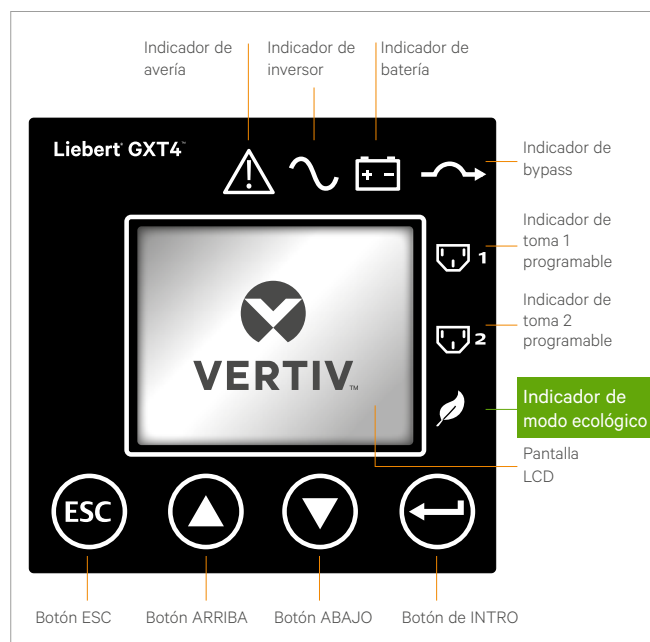 Indicador de
avería
Indicador de
inversor
Indicador de
batería
Liebert® GXT4™
Indicador de
bypass
Indicador de
toma 1
programable
1
Indicador de
toma 2
programable
2
VERTIV™
Indicador de
modo ecológico
Pantalla
LCD
ESC
Botón ESC
Botón ARRIBA
Botón ABAJO
Botón de INTRO